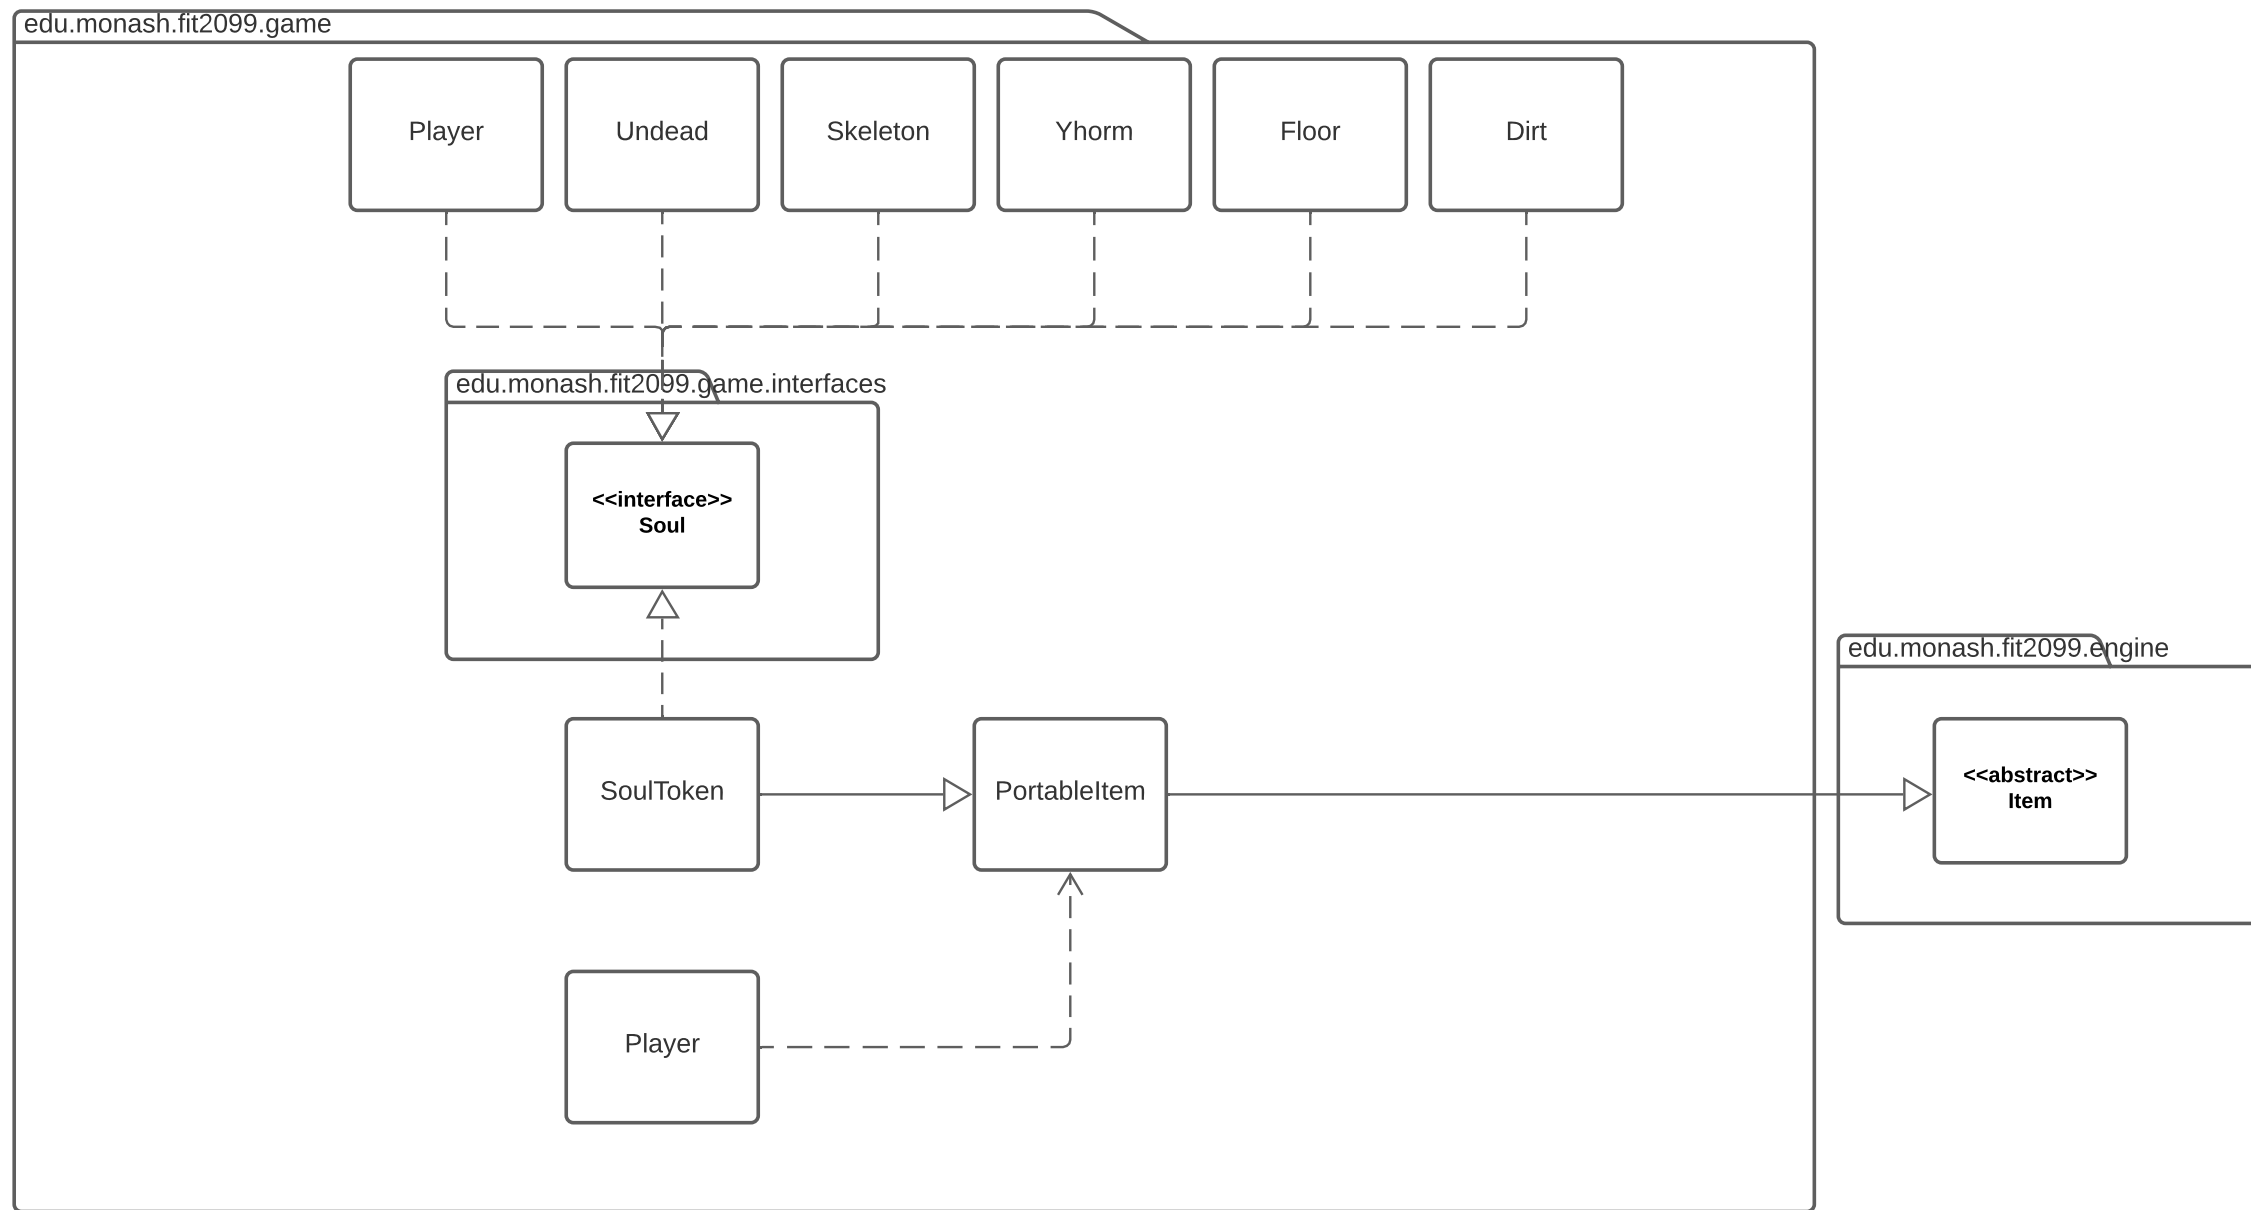 edu.monash.fit2099.game
Player
Undead
Skeleton
Yhorm
Floor
Dirt
edu.monash.fit2099.game.interfaces
<<interface>>
Soul
edu.monash.fit2099.engine
SoulToken
PortableItem
<<abstract>>
Item
Player